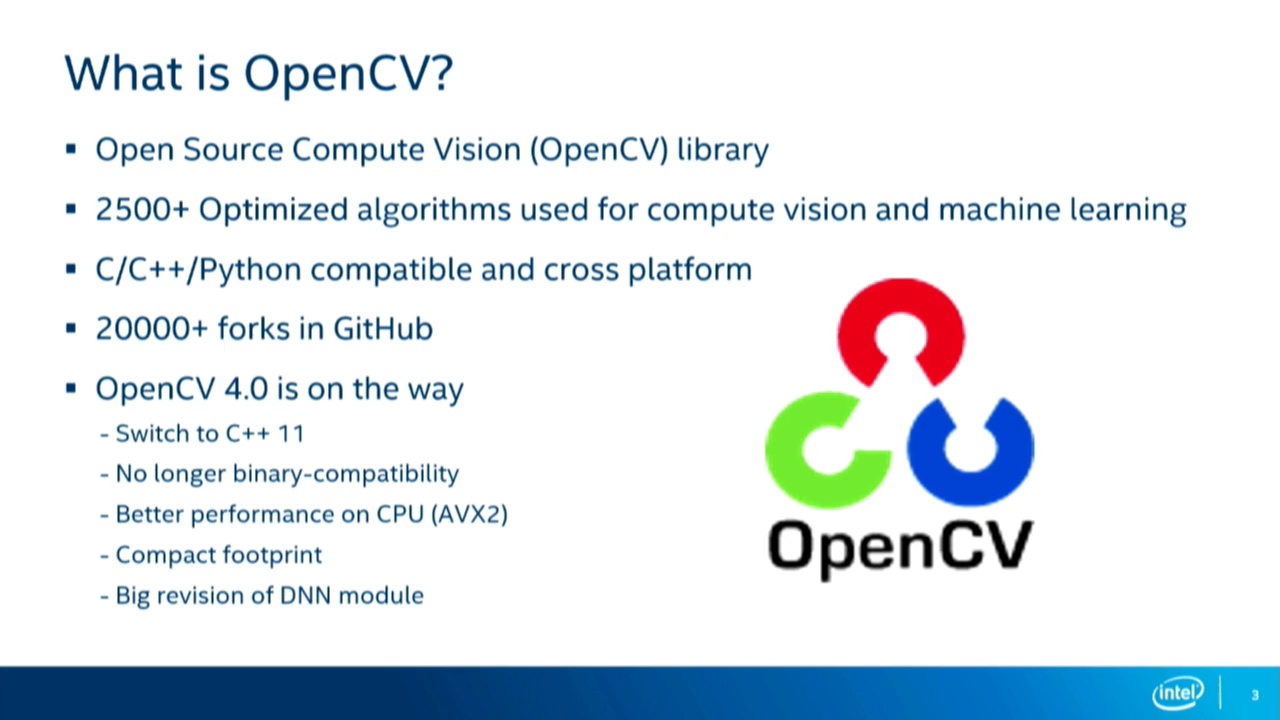 What is OpenCV?
▪ Open Source Compute Vision (OpenCV) library
▪ 2500+ Optimized algorithms used for compute vision and machine learning
▪ C/C++/Python compatible and cross platform
▪ 20000+ forks in GitHub
▪ OpenCV 4.0 is on the way
- Switch to C++ 11
- No longer binary-compatibility
- Better performance on CPU (AVX2)
- Compact footprint
- Big revision of DNN module
OpenCV
intel
3